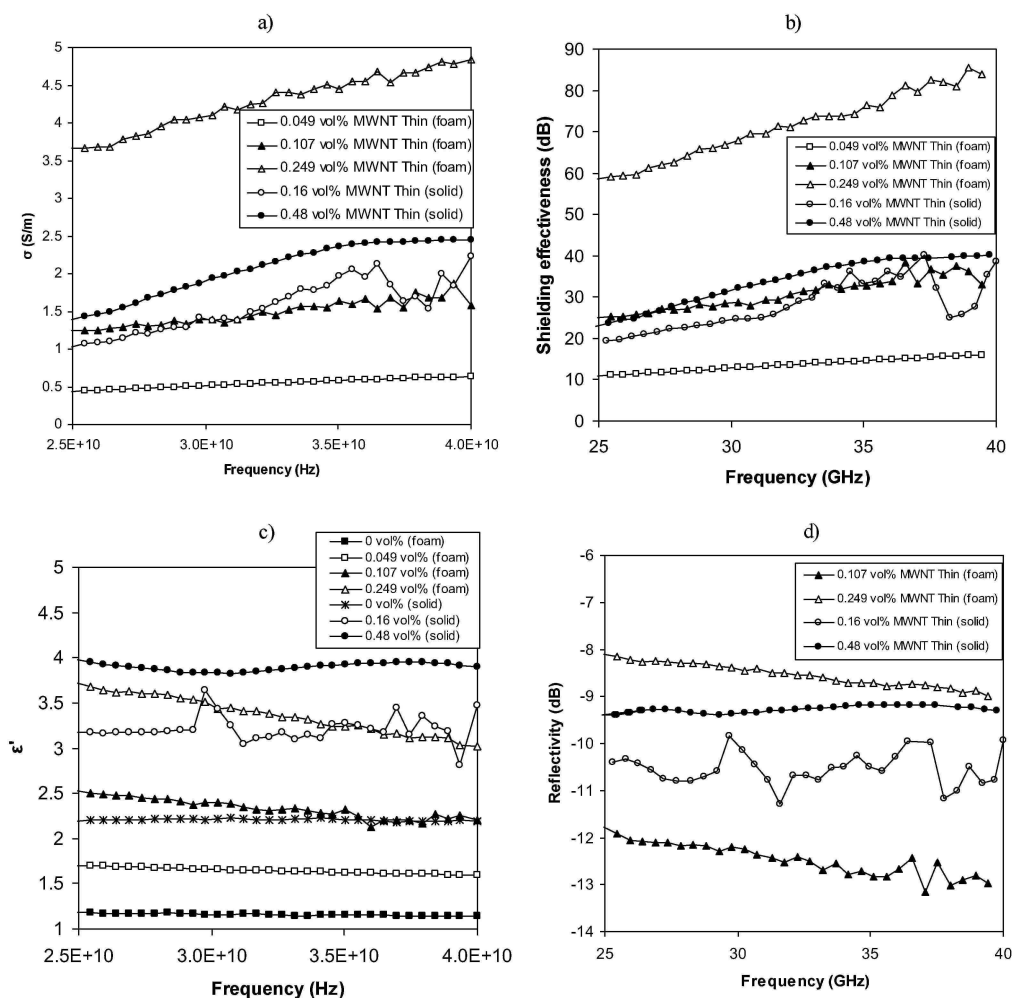 a)
5
4.5
4
3.5
3
2.5
2
1.5
1
0.5
0
σ (S/m)
0.049 vol% MWNT Thin (foam)
0.107 vol% MWNT Thin (foam)
0.249 vol% MWNT Thin (foam)
0.16 vol% MWNT Thin (solid)
0.48 vol% MWNT Thin (solid)
2.5E+10 3.0E+10 3.5E+10 4.0E+10
Frequency (Hz)
b)
90
80
70
60
50
40
30
20
10
0
Shielding effectiveness (dB)
0.049 vol% MWNT Thin (foam)
0.107 vol% MWNT Thin (foam)
0.249 vol% MWNT Thin (foam)
0.16 vol% MWNT Thin (solid)
0.48 vol% MWNT Thin (solid)
25 30 35 40
Frequency (GHz)
c)
0 vol% (foam)
0.049 vol% (foam)
0.107 vol% (foam)
0.249 vol% (foam)
0 vol% (solid)
0.16 vol% (solid)
0.48 vol% (solid)
5
4.5
4
3.5
3
2.5
2
1.5
1
ε'
2.5E+10 3.0E+10 3.5E+10 4.0E+10
Frequency (Hz)
d)
-6
-7
-8
-9
-10
-11
-12
-13
-14
Reflectivity (dB)
0.107 vol% MWNT Thin (foam)
0.249 vol% MWNT Thin (foam)
0.16 vol% MWNT Thin (solid)
0.48 vol% MWNT Thin (solid)
25 30 35 40
Frequency (GHz)